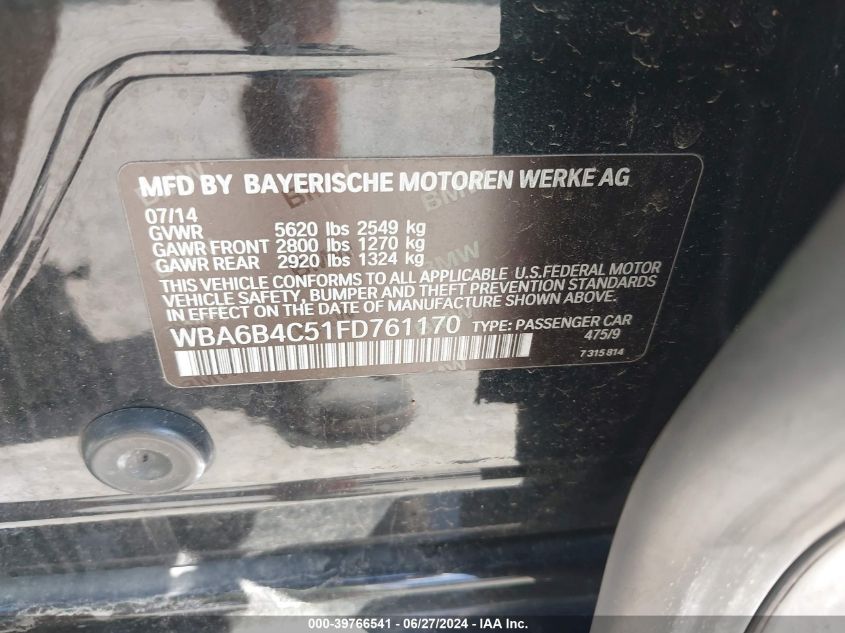 MFD BY BAYERISCHE MOTOREN WERKE AG
07/14
GVWR 5620 lbs 2549 kg
GAWR FRONT 2800 lbs 1270 kg
GAWR REAR 2920 lbs 1324 kg
THIS VEHICLE CONFORMS TO ALL APPLICABLE U.S.FEDERAL MOTOR
VEHICLE SAFETY, BUMPER AND THEFT PREVENTION STANDARDS
IN EFFECT ON THE DATE OF MANUFACTURE SHOWN ABOVE.
WBA6B4C51FD761170 TYPE: PASSENGER CAR
475/9
7 315 814
000-39766541 - 06/27/2024 - IAA Inc.